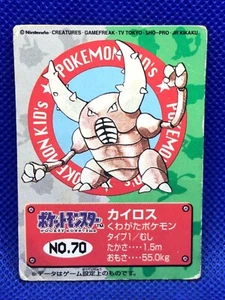 © Nintendo · CREATURES · GAMEFREAK · TV TOKYO · SHO-PRO · JR KIKAKU
POKÉMON KID's
ポケットモンスター
POCKET MONSTERS
NO.70
カイロス
くわがたポケモン
タイプ1/むし
たかさ……1.5m
おもさ……55.0kg
※データはゲーム設定上のものです。